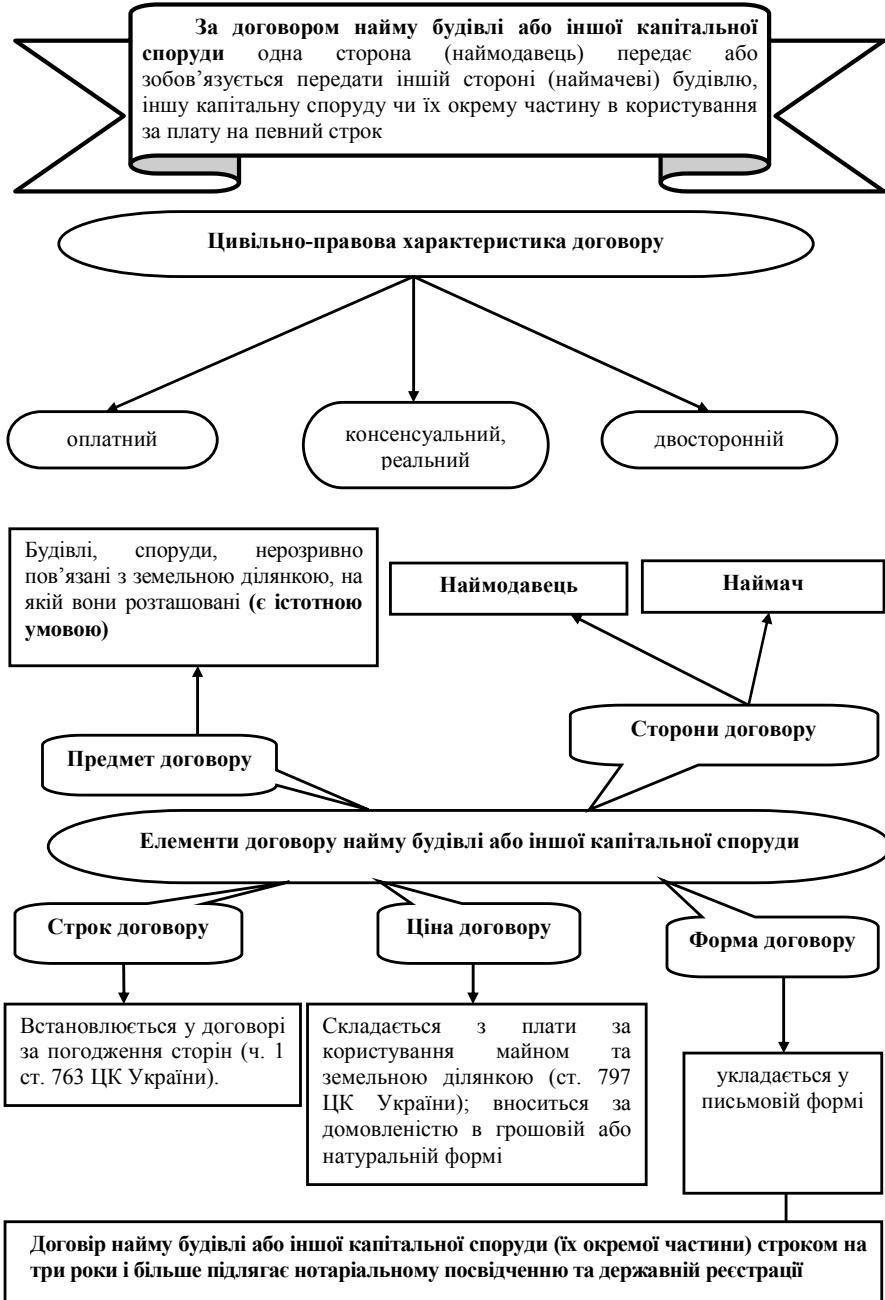 За договором найму будівлі або іншої капітальної
споруди одна сторона (наймодавець) передає або
зобов’язується передати іншій стороні (наймачеві) будівлю,
іншу капітальну споруду чи їх окрему частину в користування
за плату на певний строк
Цивільно-правова характеристика договору
оплатний
консенсуальний,
реальний
двосторонній
Будівлі, споруди, нерозривно
пов’язані з земельною ділянкою, на
якій вони розташовані (є істотною
умовою)
Наймодавець
Наймач
Предмет договору
Сторони договору
Елементи договору найму будівлі або іншої капітальної споруди
Строк договору
Ціна договору
Форма договору
Встановлюється у договорі
за погодження сторін (ч. 1
ст. 763 ЦК України).
Складається з плати за
користування майном та
земельною ділянкою (ст. 797
ЦК України); вноситься за
домовленістю в грошовій або
натуральній формі
укладається у
письмовій формі
Договір найму будівлі або іншої капітальної споруди (їх окремої частини) строком на
три роки і більше підлягає нотаріальному посвідченню та державній реєстрації